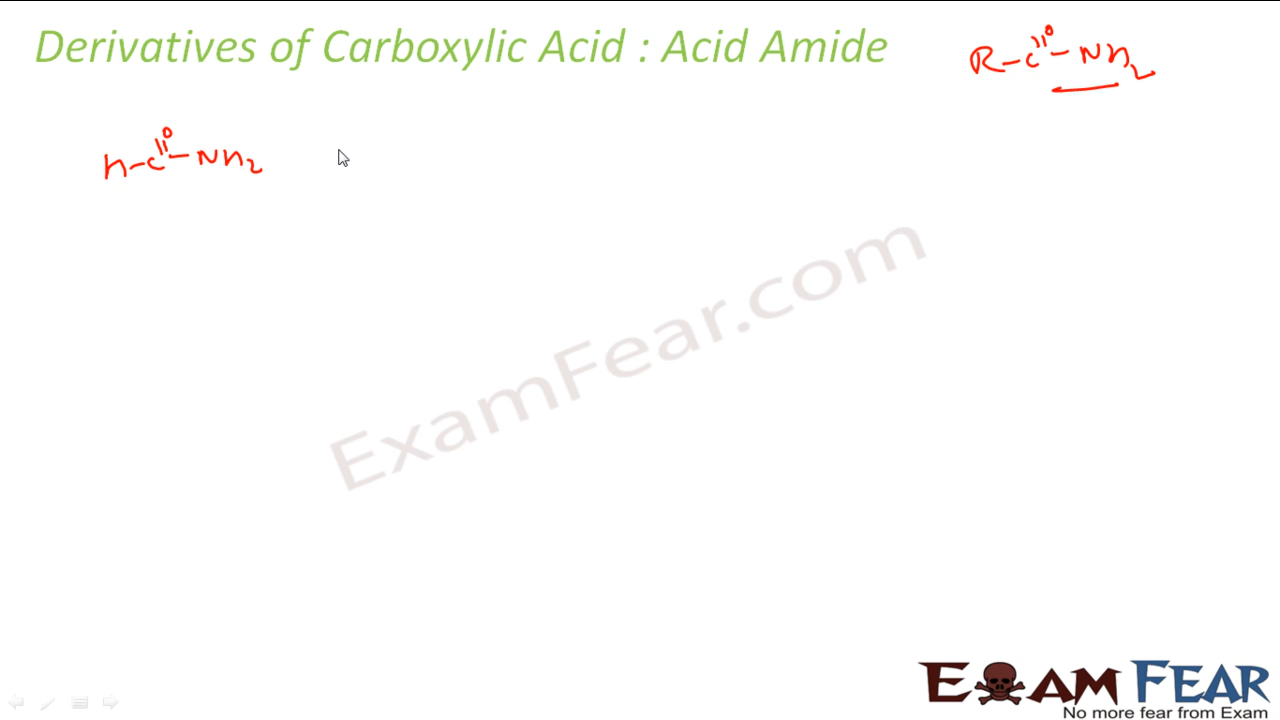 Derivatives of Carboxylic Acid : Acid Amide
R-C=O-NH2
H-C=O-NH2
ExamFear.com
EXAM FEAR
No more fear from Exam